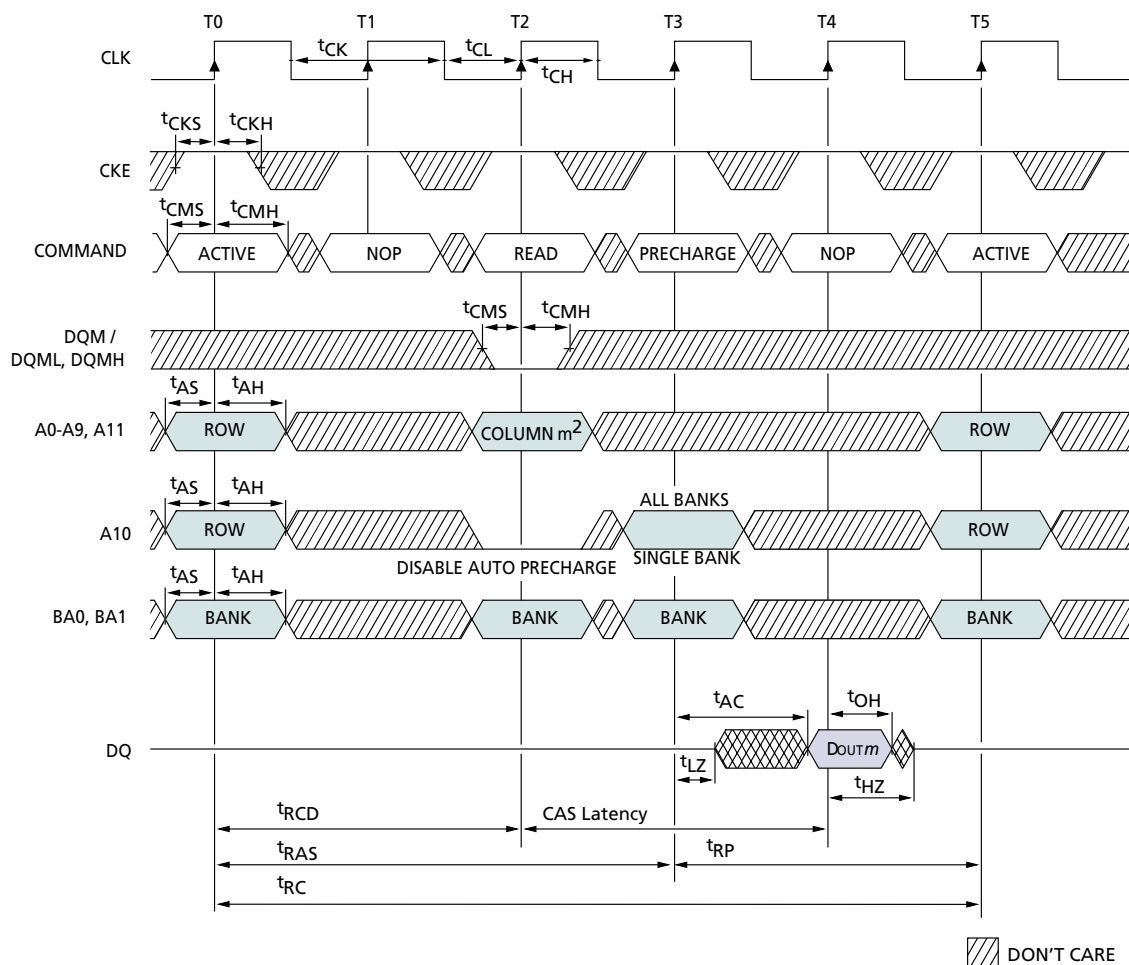 T0 T1 T2 T3 T4 T5
CLK
tCK tCL
tCH
tCKS tCKH
CKE
tCMS tCMH
COMMAND ACTIVE NOP READ PRECHARGE NOP ACTIVE
tCMS tCMH
DQM /
DQML, DQMH
tAS tAH
A0-A9, A11 ROW COLUMN m2 ROW
tAS tAH ALL BANKS
A10 ROW ROW
DISABLE AUTO PRECHARGE SINGLE BANK
tAS tAH
BA0, BA1 BANK BANK BANK BANK
tAC tOH
DQ DOUT m
tLZ tHZ
tRCD CAS Latency
tRAS tRP
tRC
DON'T CARE